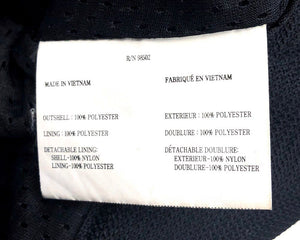 R/N 98502
MADE IN VIETNAM
FABRIQUÉ EN VIETNAM
OUTSHELL: 100% POLYESTER
EXTERIEUR: 100% POLYESTER
LINING: 100% POLYESTER
DOUBLURE: 100% POLYESTER
DETACHABLE LINING:
DÉTACHABLE DOUBLURE:
SHELL-100% NYLON
EXTERIEUR-100% NYLON
LINING-100% POLYESTER
DOUBLURE-100% POLYESTER